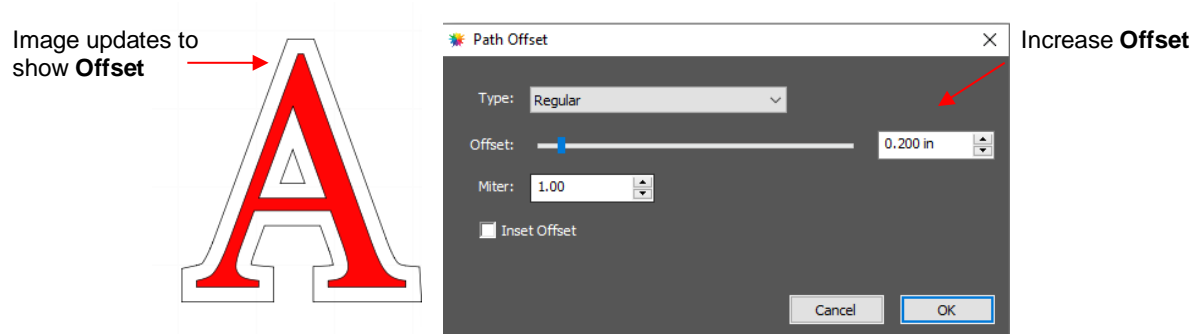 Image updates to
show Offset
Path Offset
Increase Offset
Type: Regular
Offset: 0.200 in
Miter: 1.00
Inset Offset
Cancel OK
A